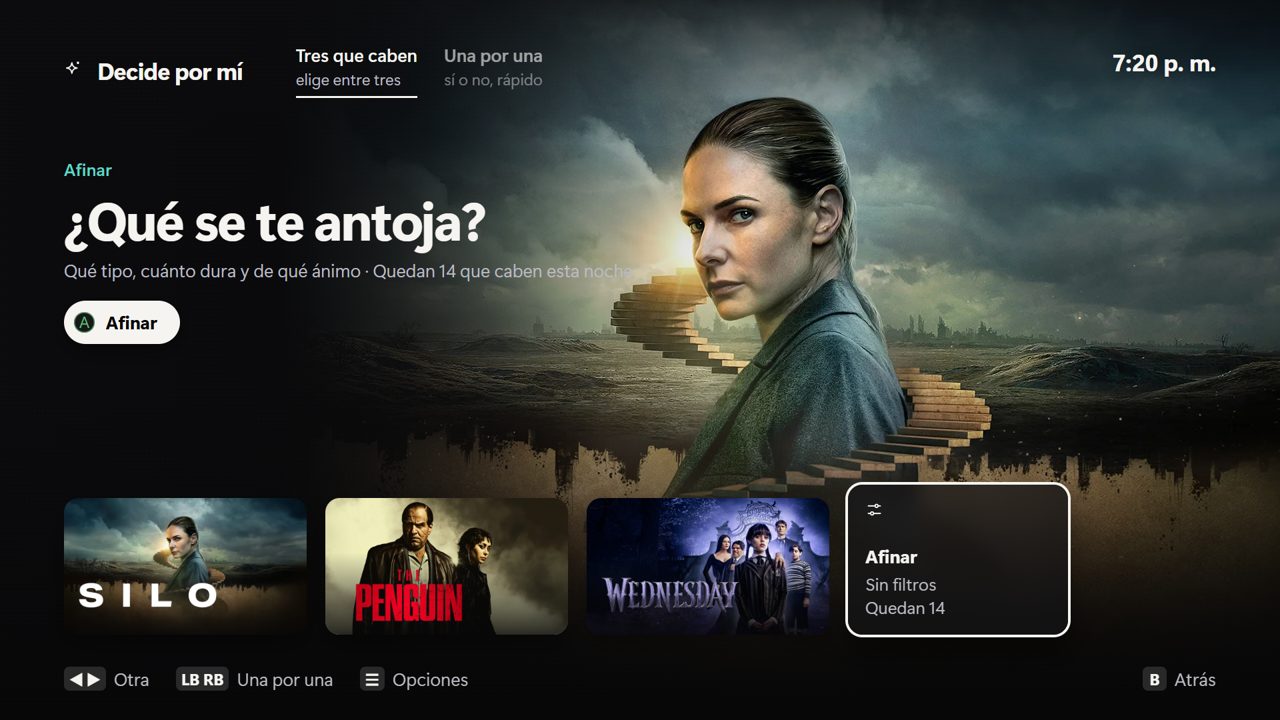 Decide por mí
Tres que caben
elige entre tres
Una por una
sí o no, rápido
7:20 p. m.
Afinar
¿Qué se te antoja?
Qué tipo, cuánto dura y de qué ánimo · Quedan 14 que caben esta noche
A Afinar
SILO
THE PENGUIN
WEDNESDAY
Afinar
Sin filtros
Quedan 14
Otra
LB RB Una por una
Opciones
B Atrás